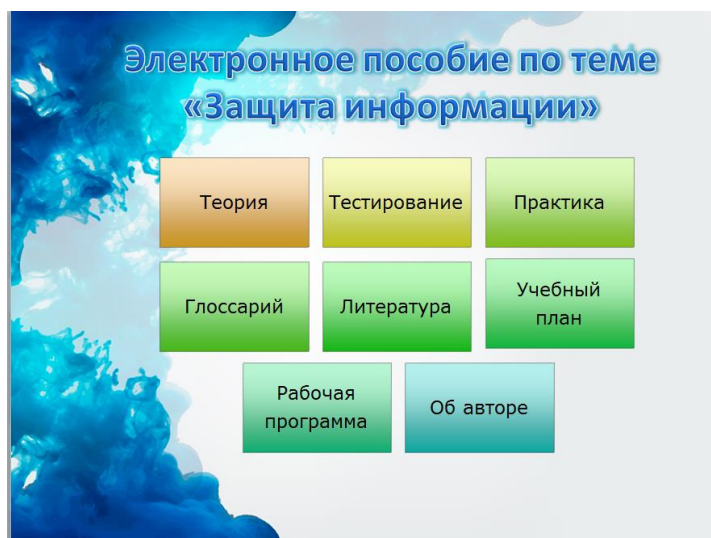 Электронное пособие по теме
«Защита информации»
Теория
Тестирование
Практика
Глоссарий
Литература
Учебный
план
Рабочая
программа
Об авторе